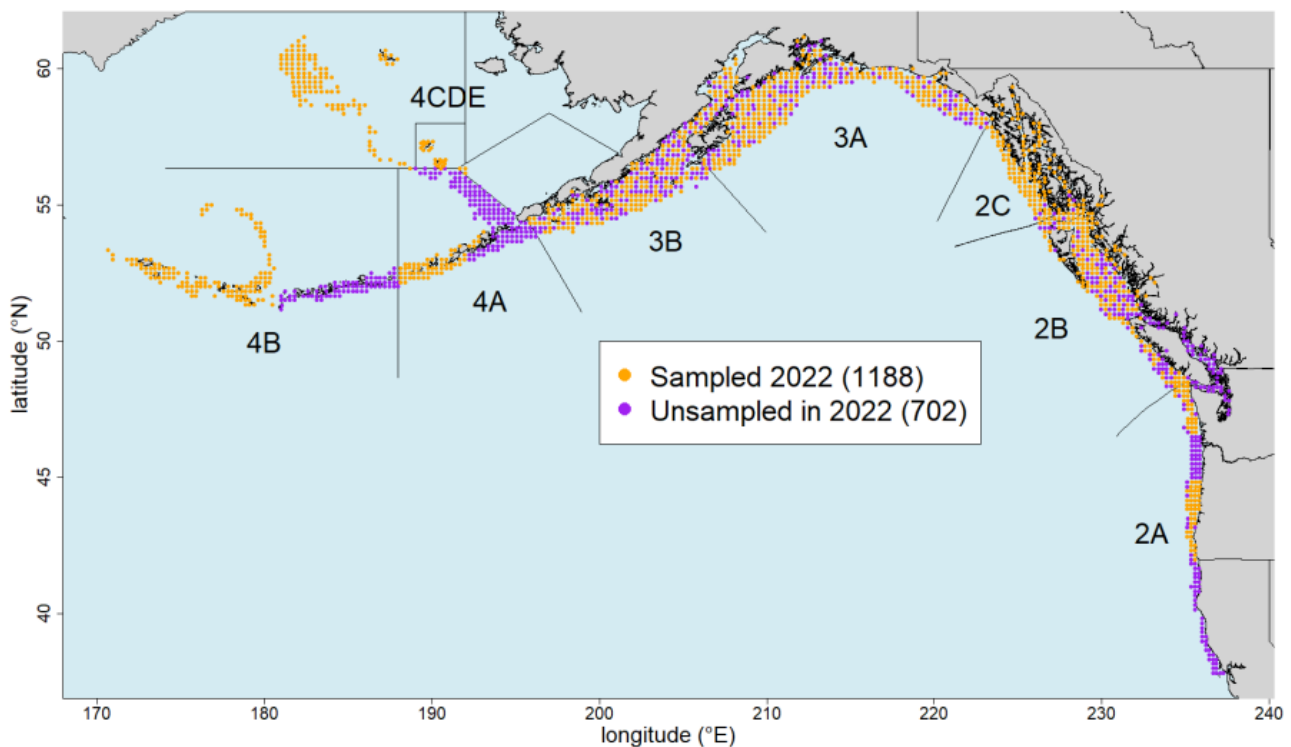 60
55
50
45
40
latitude (°N)
4CDE
3A
2C
3B
4A
4B
2B
2A
Sampled 2022 (1188)
Unsampled in 2022 (702)
170 180 190 200 210 220 230 240
longitude (°E)